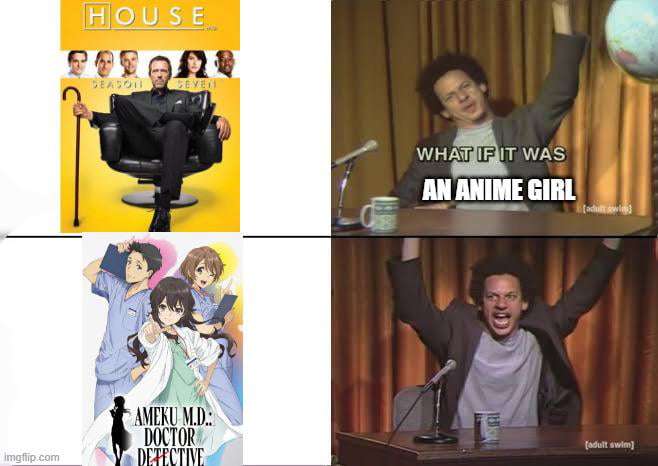 HOUSE M.D.
SEASON SEVEN
WHAT IF IT WAS
AN ANIME GIRL
[adult swim]
AMEKU M.D.:
DOCTOR
DETECTIVE
[adult swim]
imgflip.com